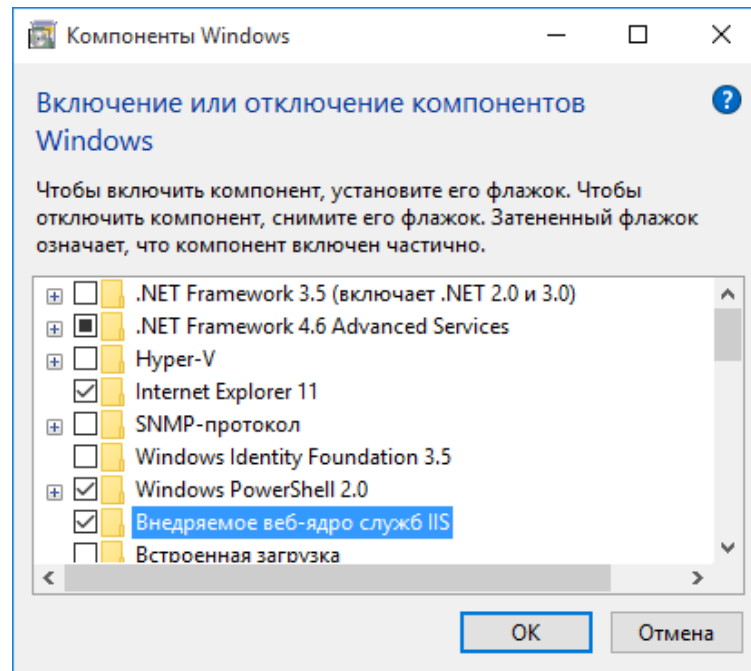 Компоненты Windows
Включение или отключение компонентов
Windows
Чтобы включить компонент, установите его флажок. Чтобы
отключить компонент, снимите его флажок. Затененный флажок
означает, что компонент включен частично.
.NET Framework 3.5 (включает .NET 2.0 и 3.0)
.NET Framework 4.6 Advanced Services
Hyper-V
Internet Explorer 11
SNMP-протокол
Windows Identity Foundation 3.5
Windows PowerShell 2.0
Внедряемое веб-ядро служб IIS
Встроенная загрузка
ОК
Отмена